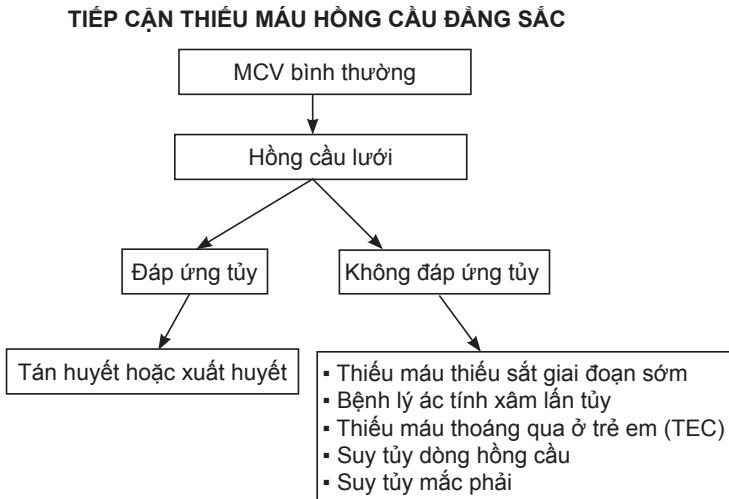 TIẾP CẬN THIẾU MÁU HỒNG CẦU ĐẲNG SẮC
MCV bình thường
Hồng cầu lưới
Đáp ứng tủy
Không đáp ứng tủy
Tán huyết hoặc xuất huyết
▪ Thiếu máu thiếu sắt giai đoạn sớm
▪ Bệnh lý ác tính xâm lấn tủy
▪ Thiếu máu thoáng qua ở trẻ em (TEC)
▪ Suy tủy dòng hồng cầu
▪ Suy tủy mắc phải